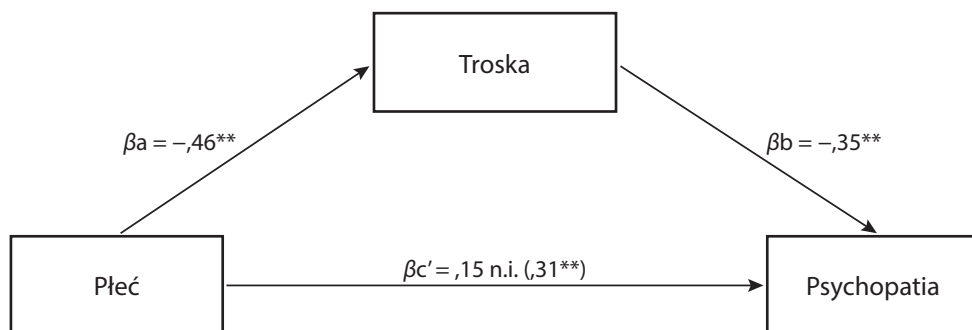 Troska
βa = –,46**
βb = –,35**
Płeć
βc’ = ,15 n.i. (,31**)
Psychopatia